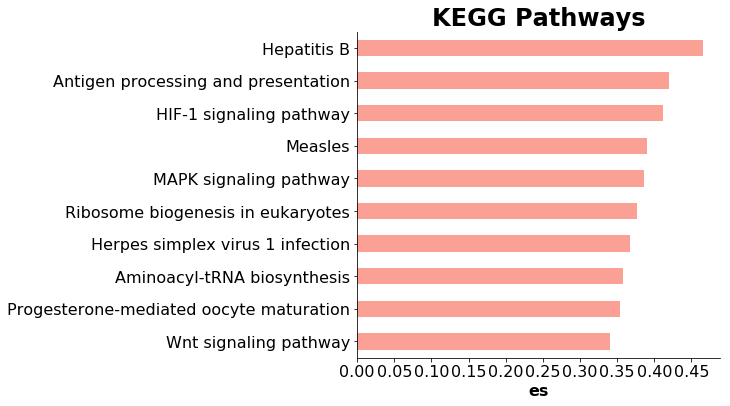 KEGG Pathways
Hepatitis B
Antigen processing and presentation
HIF-1 signaling pathway
Measles
MAPK signaling pathway
Ribosome biogenesis in eukaryotes
Herpes simplex virus 1 infection
Aminoacyl-tRNA biosynthesis
Progesterone-mediated oocyte maturation
Wnt signaling pathway
0.00 0.05 0.10 0.15 0.20 0.25 0.30 0.35 0.40 0.45
es